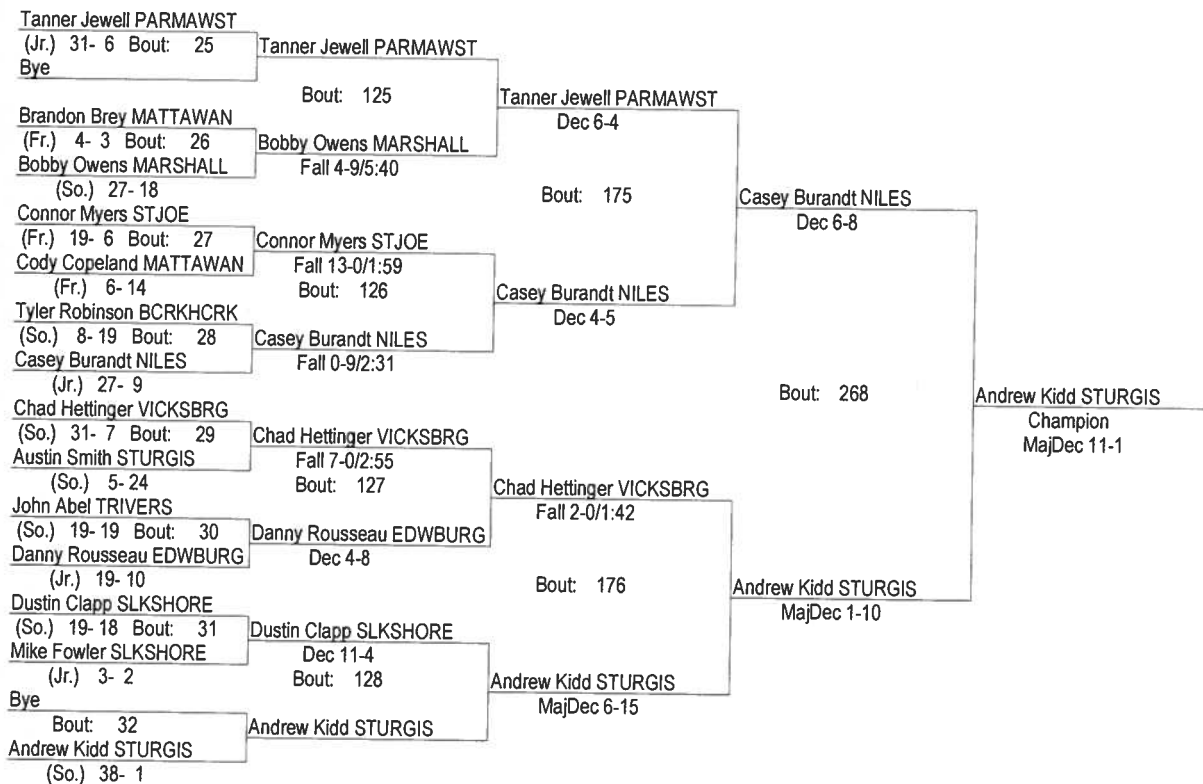 Tanner Jewell PARMAWST
(Jr.) 31- 6 Bout: 25
Bye
Tanner Jewell PARMAWST
Bout: 125
Brandon Brey MATTAWAN
(Fr.) 4- 3 Bout: 26
Bobby Owens MARSHALL
(So.) 27- 18
Bobby Owens MARSHALL
Fall 4-9/5:40
Tanner Jewell PARMAWST
Dec 6-4
Connor Myers STJOE
(Fr.) 19- 6 Bout: 27
Cody Copeland MATTAWAN
(Fr.) 6- 14
Connor Myers STJOE
Fall 13-0/1:59
Bout: 126
Tyler Robinson BCRKHCRK
(So.) 8- 19 Bout: 28
Casey Burandt NILES
(Jr.) 27- 9
Casey Burandt NILES
Fall 0-9/2:31
Casey Burandt NILES
Dec 4-5
Bout: 175
Casey Burandt NILES
Dec 6-8
Chad Hettinger VICKSBRG
(So.) 31- 7 Bout: 29
Austin Smith STURGIS
(So.) 5- 24
Chad Hettinger VICKSBRG
Fall 7-0/2:55
Bout: 127
John Abel TRIVERS
(So.) 19- 19 Bout: 30
Danny Rousseau EDWBURG
(Jr.) 19- 10
Danny Rousseau EDWBURG
Dec 4-8
Chad Hettinger VICKSBRG
Fall 2-0/1:42
Dustin Clapp SLKSHORE
(So.) 19- 18 Bout: 31
Mike Fowler SLKSHORE
(Jr.) 3- 2
Dustin Clapp SLKSHORE
Dec 11-4
Bout: 128
Bye
Bout: 32
Andrew Kidd STURGIS
(So.) 38- 1
Andrew Kidd STURGIS
Andrew Kidd STURGIS
MajDec 6-15
Bout: 176
Andrew Kidd STURGIS
MajDec 1-10
Bout: 268
Andrew Kidd STURGIS
Champion
MajDec 11-1